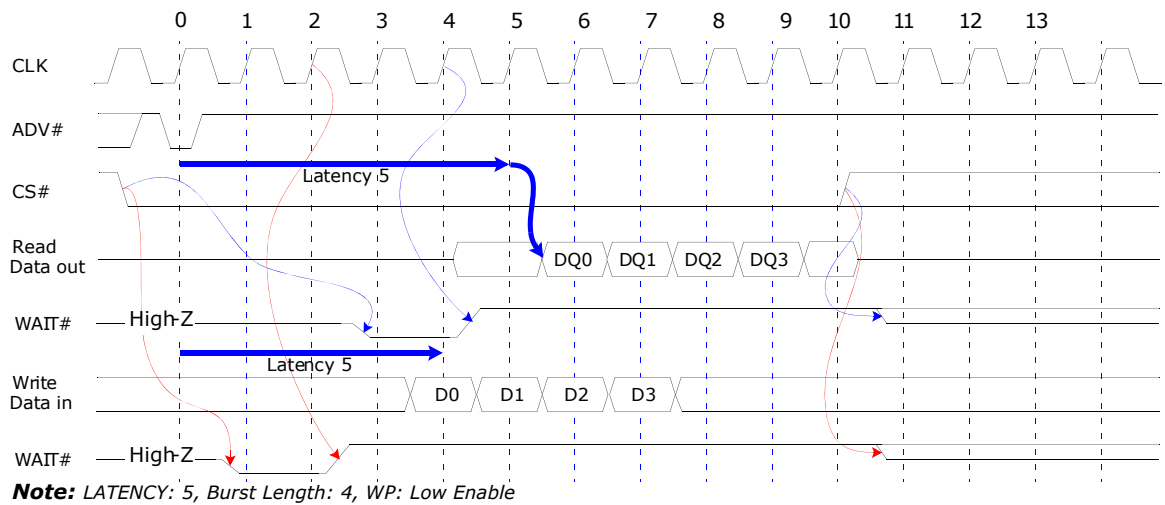 0 1 2 3 4 5 6 7 8 9 10 11 12 13
CLK
ADV#
Latency 5
CS#
Read
Data out
DQ0 DQ1 DQ2 DQ3
WAIT#
High-Z
Latency 5
Write
Data in
D0 D1 D2 D3
WAIT#
High-Z
Note: LATENCY: 5, Burst Length: 4, WP: Low Enable